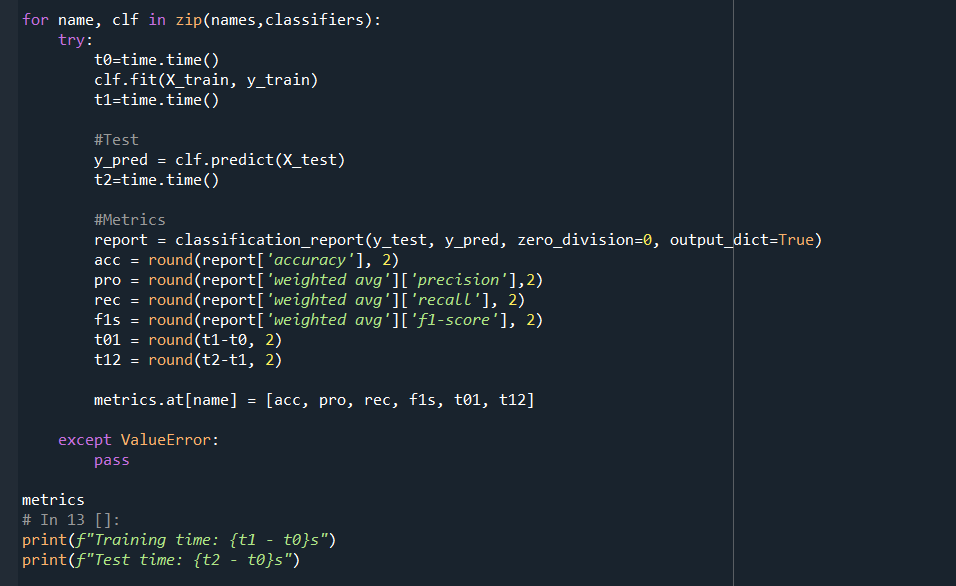 for name, clf in zip(names,classifiers):
    try:
        t0=time.time()
        clf.fit(X_train, y_train)
        t1=time.time()

        #Test
        y_pred = clf.predict(X_test)
        t2=time.time()

        #Metrics
        report = classification_report(y_test, y_pred, zero_division=0, output_dict=True)
        acc = round(report['accuracy'], 2)
        pro = round(report['weighted avg']['precision'],2)
        rec = round(report['weighted avg']['recall'], 2)
        f1s = round(report['weighted avg']['f1-score'], 2)
        t01 = round(t1-t0, 2)
        t12 = round(t2-t1, 2)

        metrics.at[name] = [acc, pro, rec, f1s, t01, t12]

    except ValueError:
        pass

metrics
# In 13 []:
print(f"Training time: {t1 - t0}s")
print(f"Test time: {t2 - t0}s")